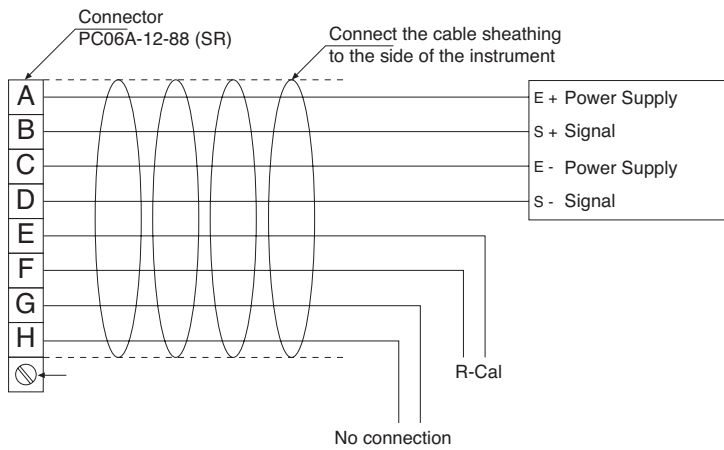 Connector
PC06A-12-88 (SR)
Connect the cable sheathing
to the side of the instrument
A
B
C
D
E
F
G
H
E + Power Supply
S + Signal
E - Power Supply
S - Signal
R-Cal
No connection